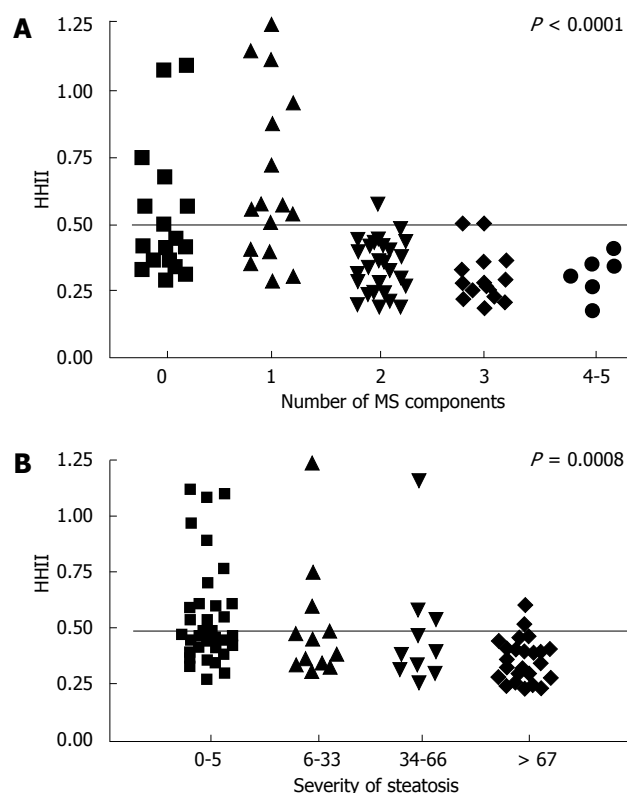 A
P < 0.0001
1.25
1.00
0.75
0.50
0.25
0.00
HHII
0 1 2 3 4-5
Number of MS components
B
P = 0.0008
1.25
1.00
0.75
0.50
0.25
0.00
HHII
0-5 6-33 34-66 > 67
Severity of steatosis